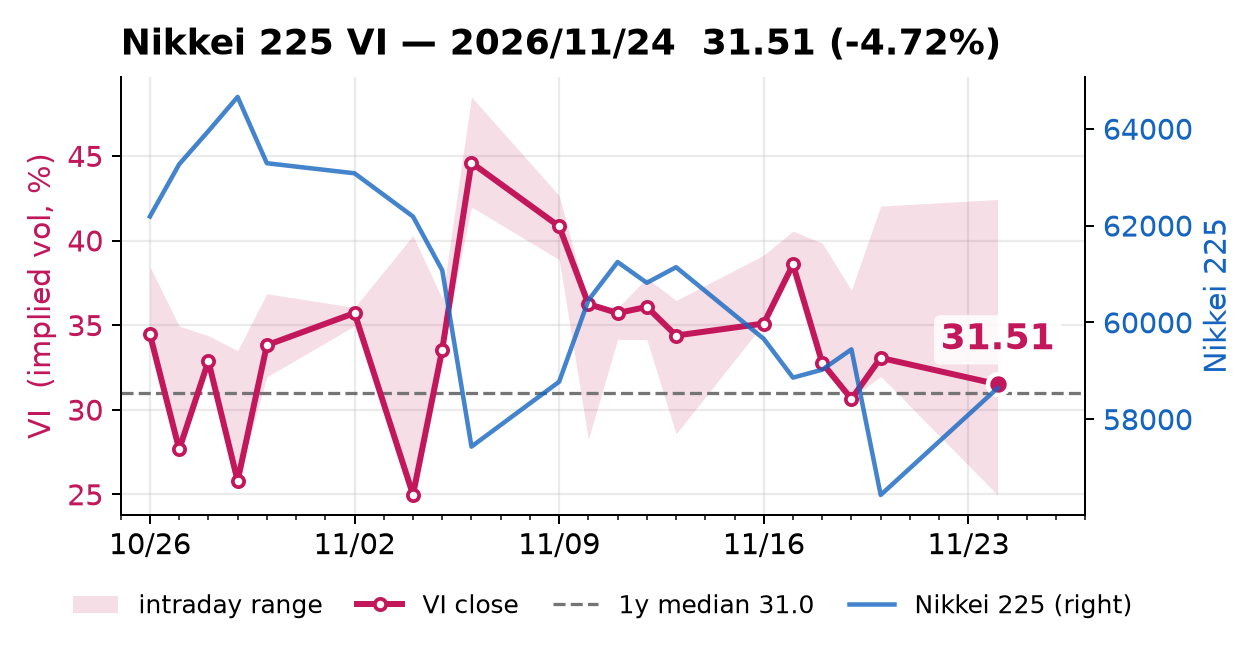 Nikkei 225 VI — 2026/11/24  31.51 (-4.72%)
VI (implied vol, %)
45
40
35
30
25
64000
62000
60000
58000
Nikkei 225
31.51
10/26
11/02
11/09
11/16
11/23
intraday range
VI close
1y median 31.0
Nikkei 225 (right)